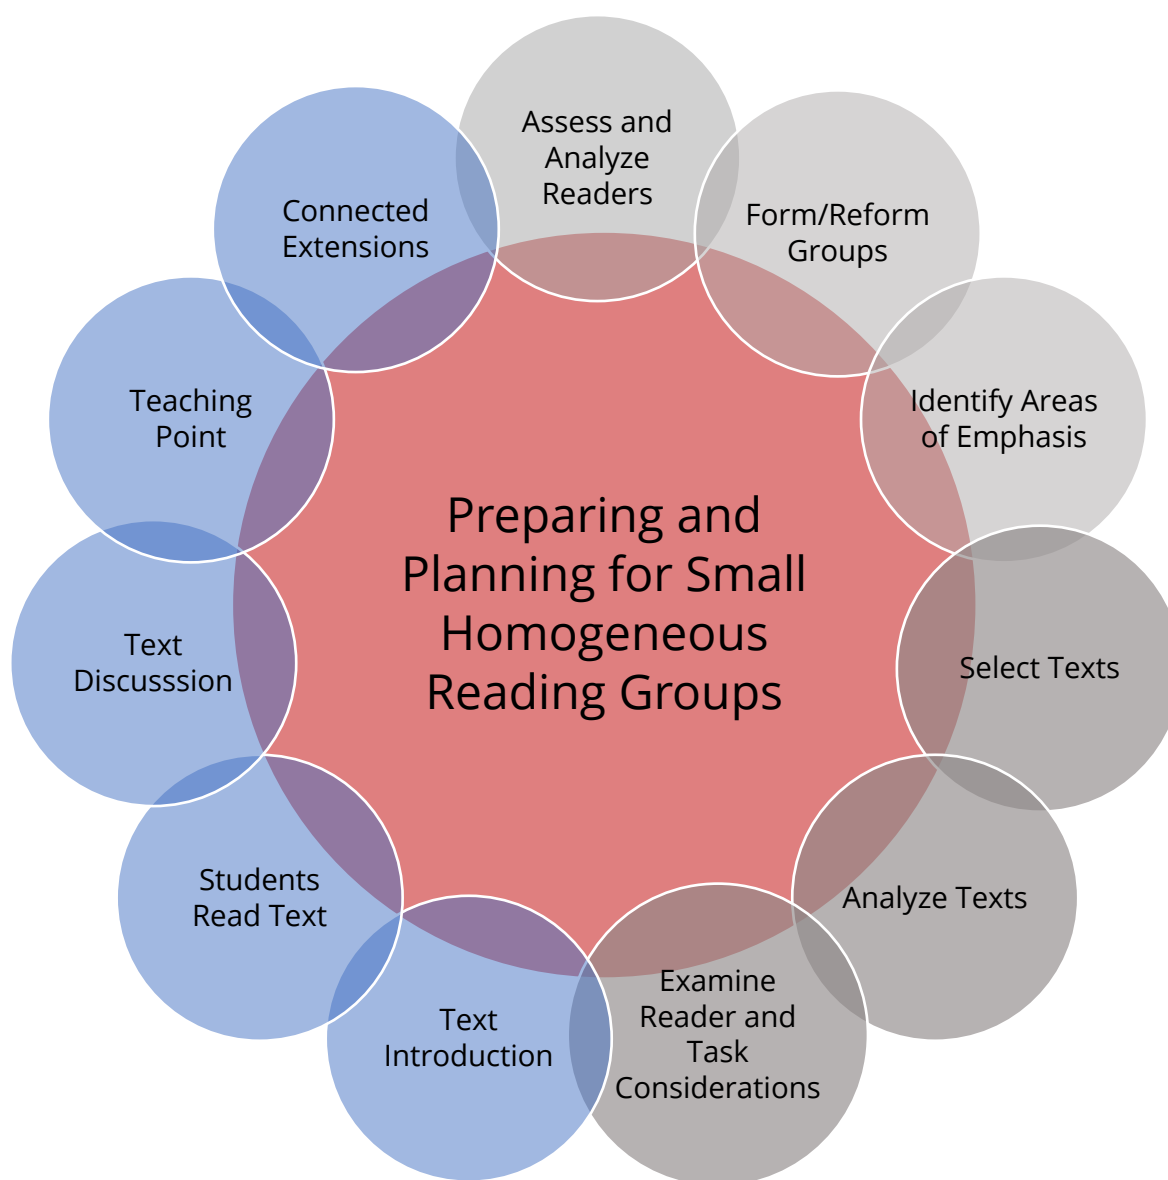 Assess and
Analyze
Readers
Form/Reform
Groups
Identify Areas
of Emphasis
Select Texts
Analyze Texts
Examine
Reader and
Task
Considerations
Text
Introduction
Students
Read Text
Text
Discusssion
Teaching
Point
Connected
Extensions
Preparing and
Planning for Small
Homogeneous
Reading Groups